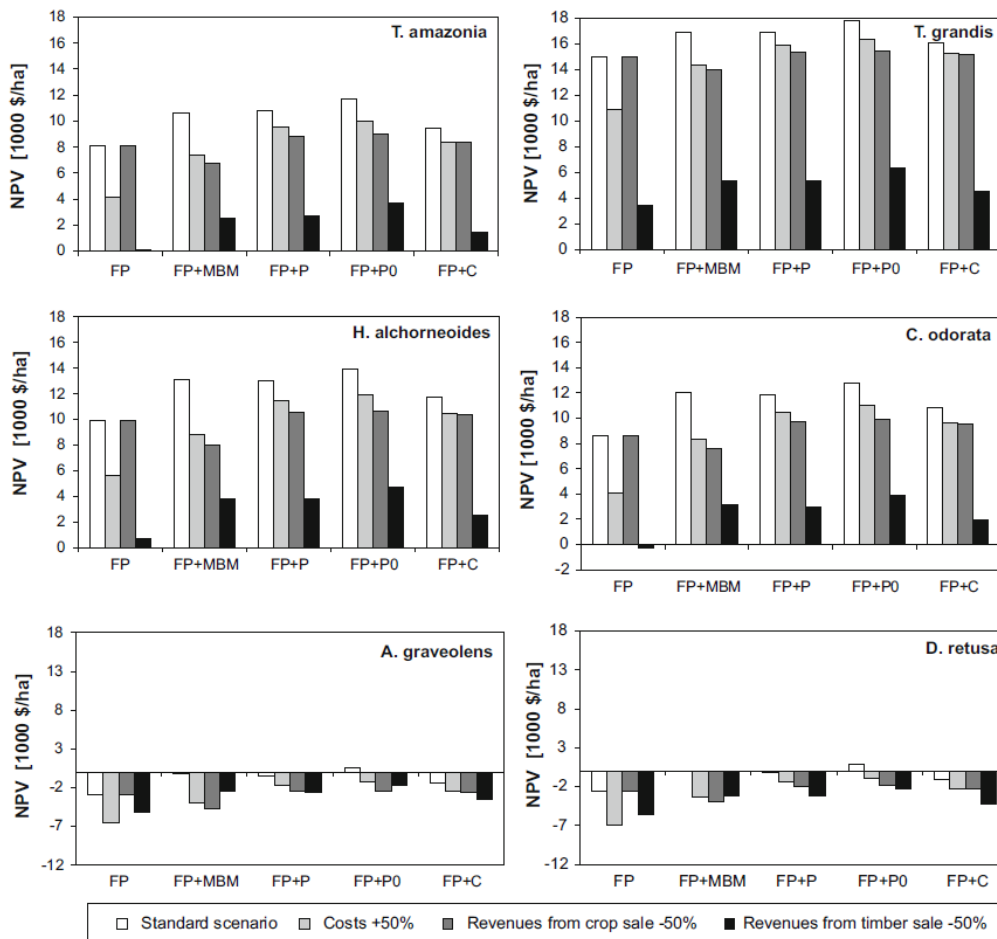 T. amazonia
NPV [1000 $/ha]
18
16
14
12
10
8
6
4
2
0
FP FP+MBM FP+P FP+P0 FP+C
T. grandis
NPV [1000 $/ha]
18
16
14
12
10
8
6
4
2
0
FP FP+MBM FP+P FP+P0 FP+C
H. alchorneoides
NPV [1000 $/ha]
18
16
14
12
10
8
6
4
2
0
FP FP+MBM FP+P FP+P0 FP+C
C. odorata
NPV [1000 $/ha]
18
16
14
12
10
8
6
4
2
0
-2
FP FP+MBM FP+P FP+P0 FP+C
A. graveolens
NPV [1000 $/ha]
18
13
8
3
-2
-7
-12
FP FP+MBM FP+P FP+P0 FP+C
D. retusa
NPV [1000 $/ha]
18
13
8
3
-2
-7
-12
FP FP+MBM FP+P FP+P0 FP+C
Standard scenario Costs +50% Revenues from crop sale -50% Revenues from timber sale -50%